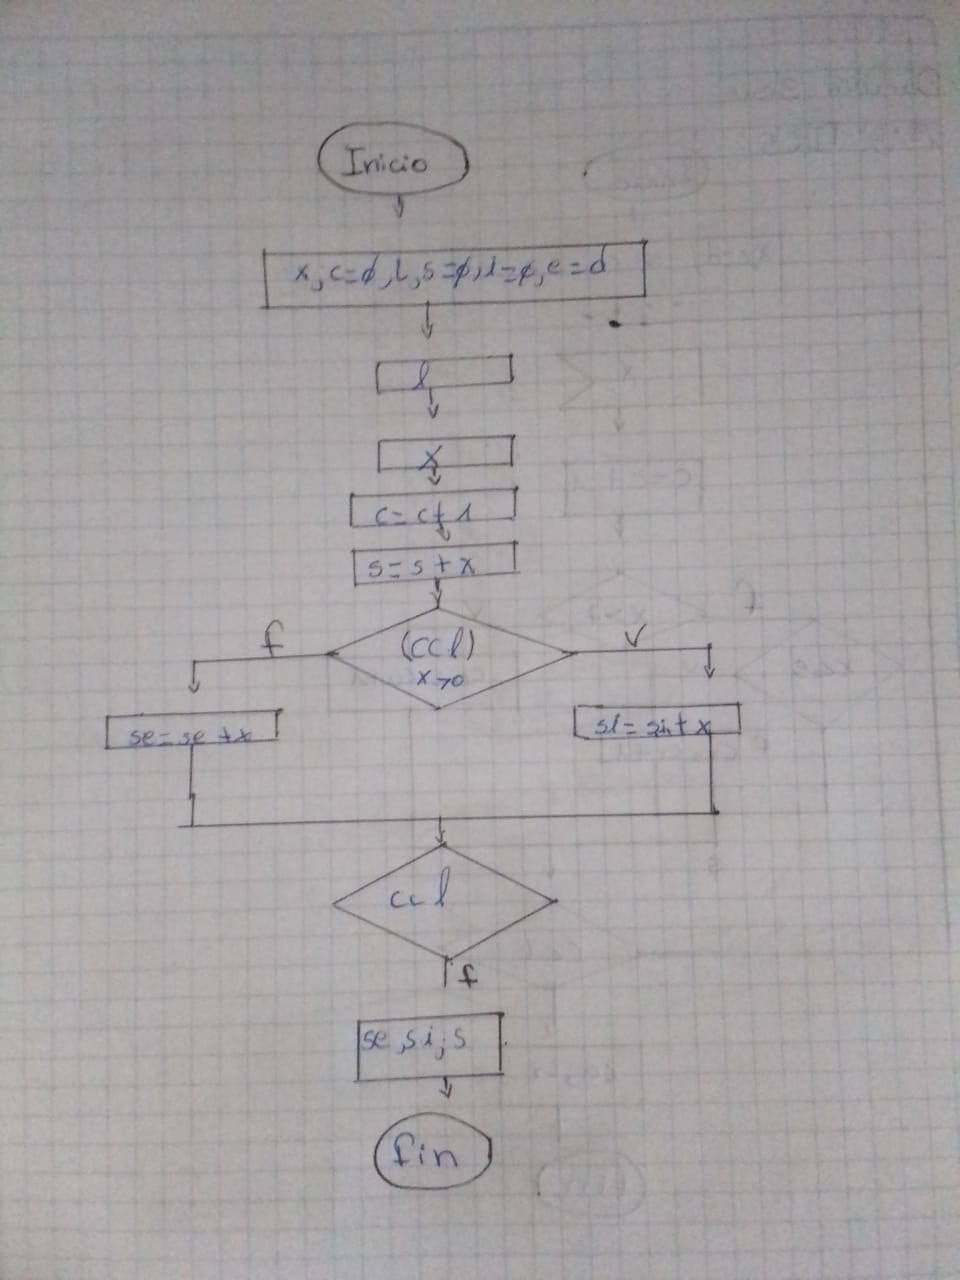 Inicio
x, c=ϕ, l, s=ϕ, i=ϕ, e=ϕ
l
x
c = c+1
s = s + x
f
(c<l)
x>0
V
se = se + x
si = si + x
c<l
f
se, si, s
fin